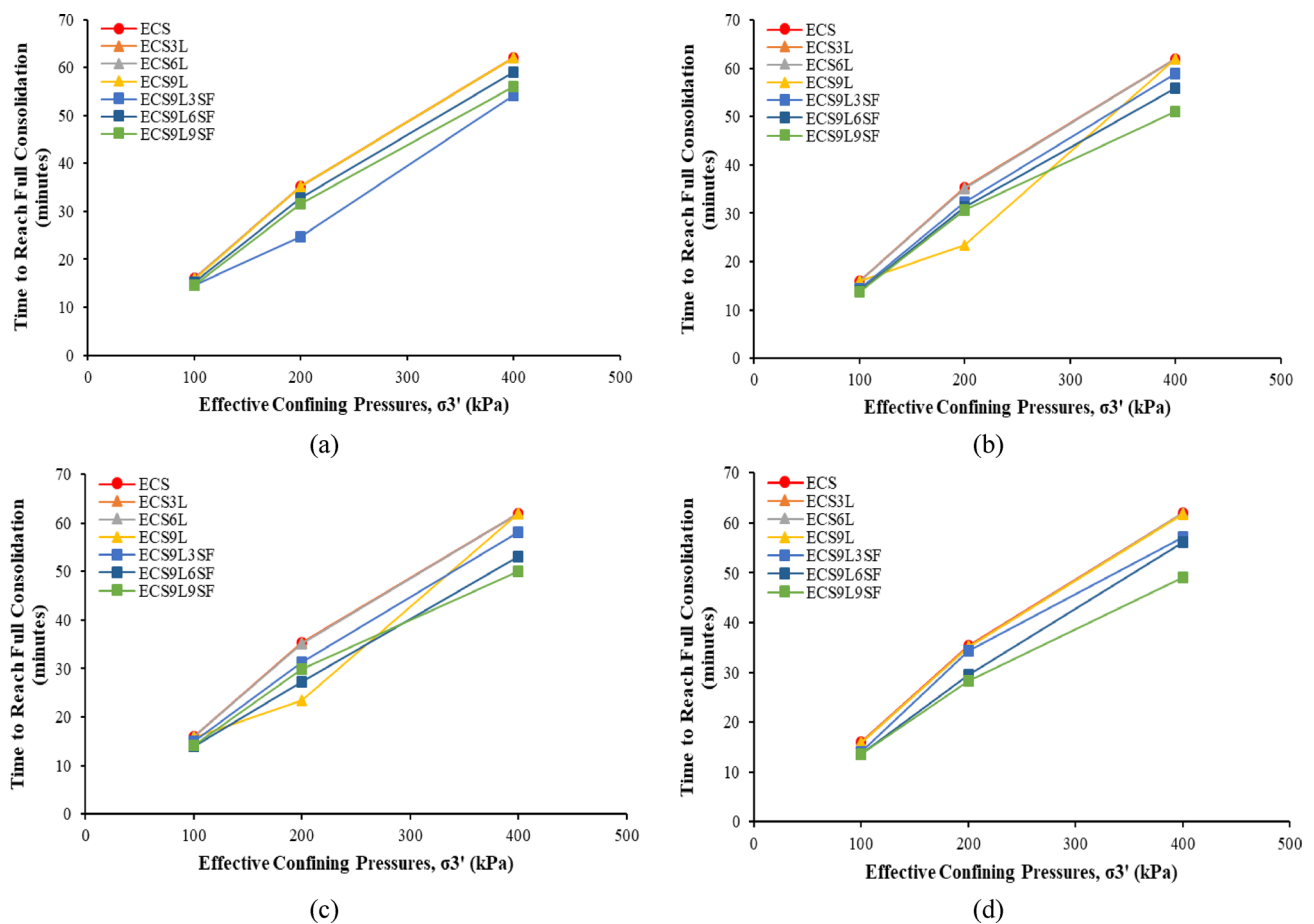 ECS
ECS3L
ECS6L
ECS9L
ECS9L3SF
ECS9L6SF
ECS9L9SF
Time to Reach Full Consolidation
(minutes)
70
60
50
40
30
20
10
0
0 100 200 300 400 500
Effective Confining Pressures, σ3' (kPa)
(a)
ECS
ECS3L
ECS6L
ECS9L
ECS9L3SF
ECS9L6SF
ECS9L9SF
Time to Reach Full Consolidation
(minutes)
70
60
50
40
30
20
10
0
0 100 200 300 400 500
Effective Confining Pressures, σ3' (kPa)
(b)
ECS
ECS3L
ECS6L
ECS9L
ECS9L3SF
ECS9L6SF
ECS9L9SF
Time to Reach Full Consolidation
(minutes)
70
60
50
40
30
20
10
0
0 100 200 300 400 500
Effective Confining Pressures, σ3' (kPa)
(c)
ECS
ECS3L
ECS6L
ECS9L
ECS9L3SF
ECS9L6SF
ECS9L9SF
Time to Reach Full Consolidation
(minutes)
70
60
50
40
30
20
10
0
0 100 200 300 400 500
Effective Confining Pressures, σ3' (kPa)
(d)